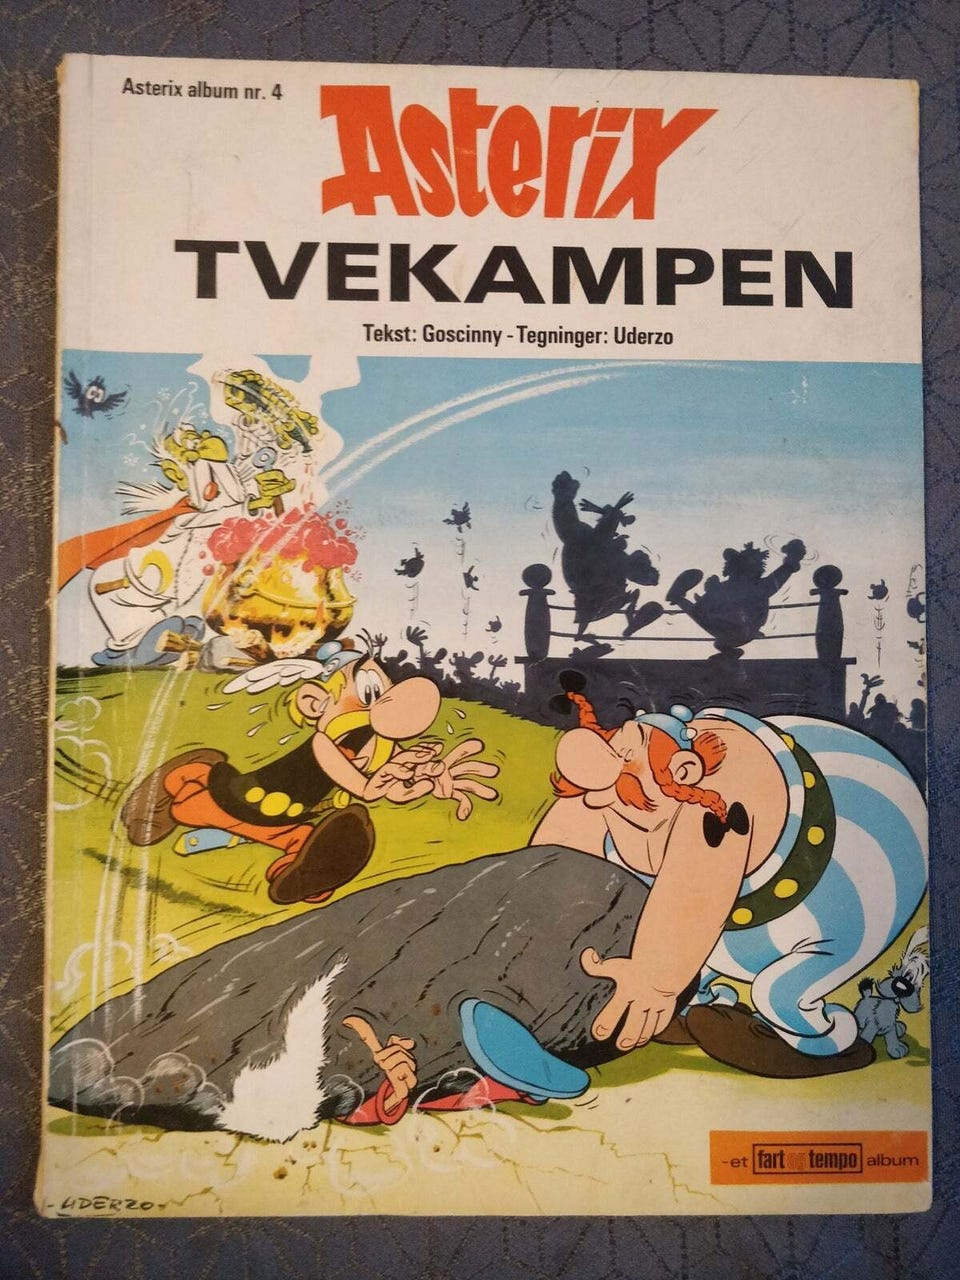 Asterix album nr. 4
Asterix
TVEKAMPEN
Tekst: Goscinny - Tegninger: Uderzo
- et fart og tempo album
- UDERZO -